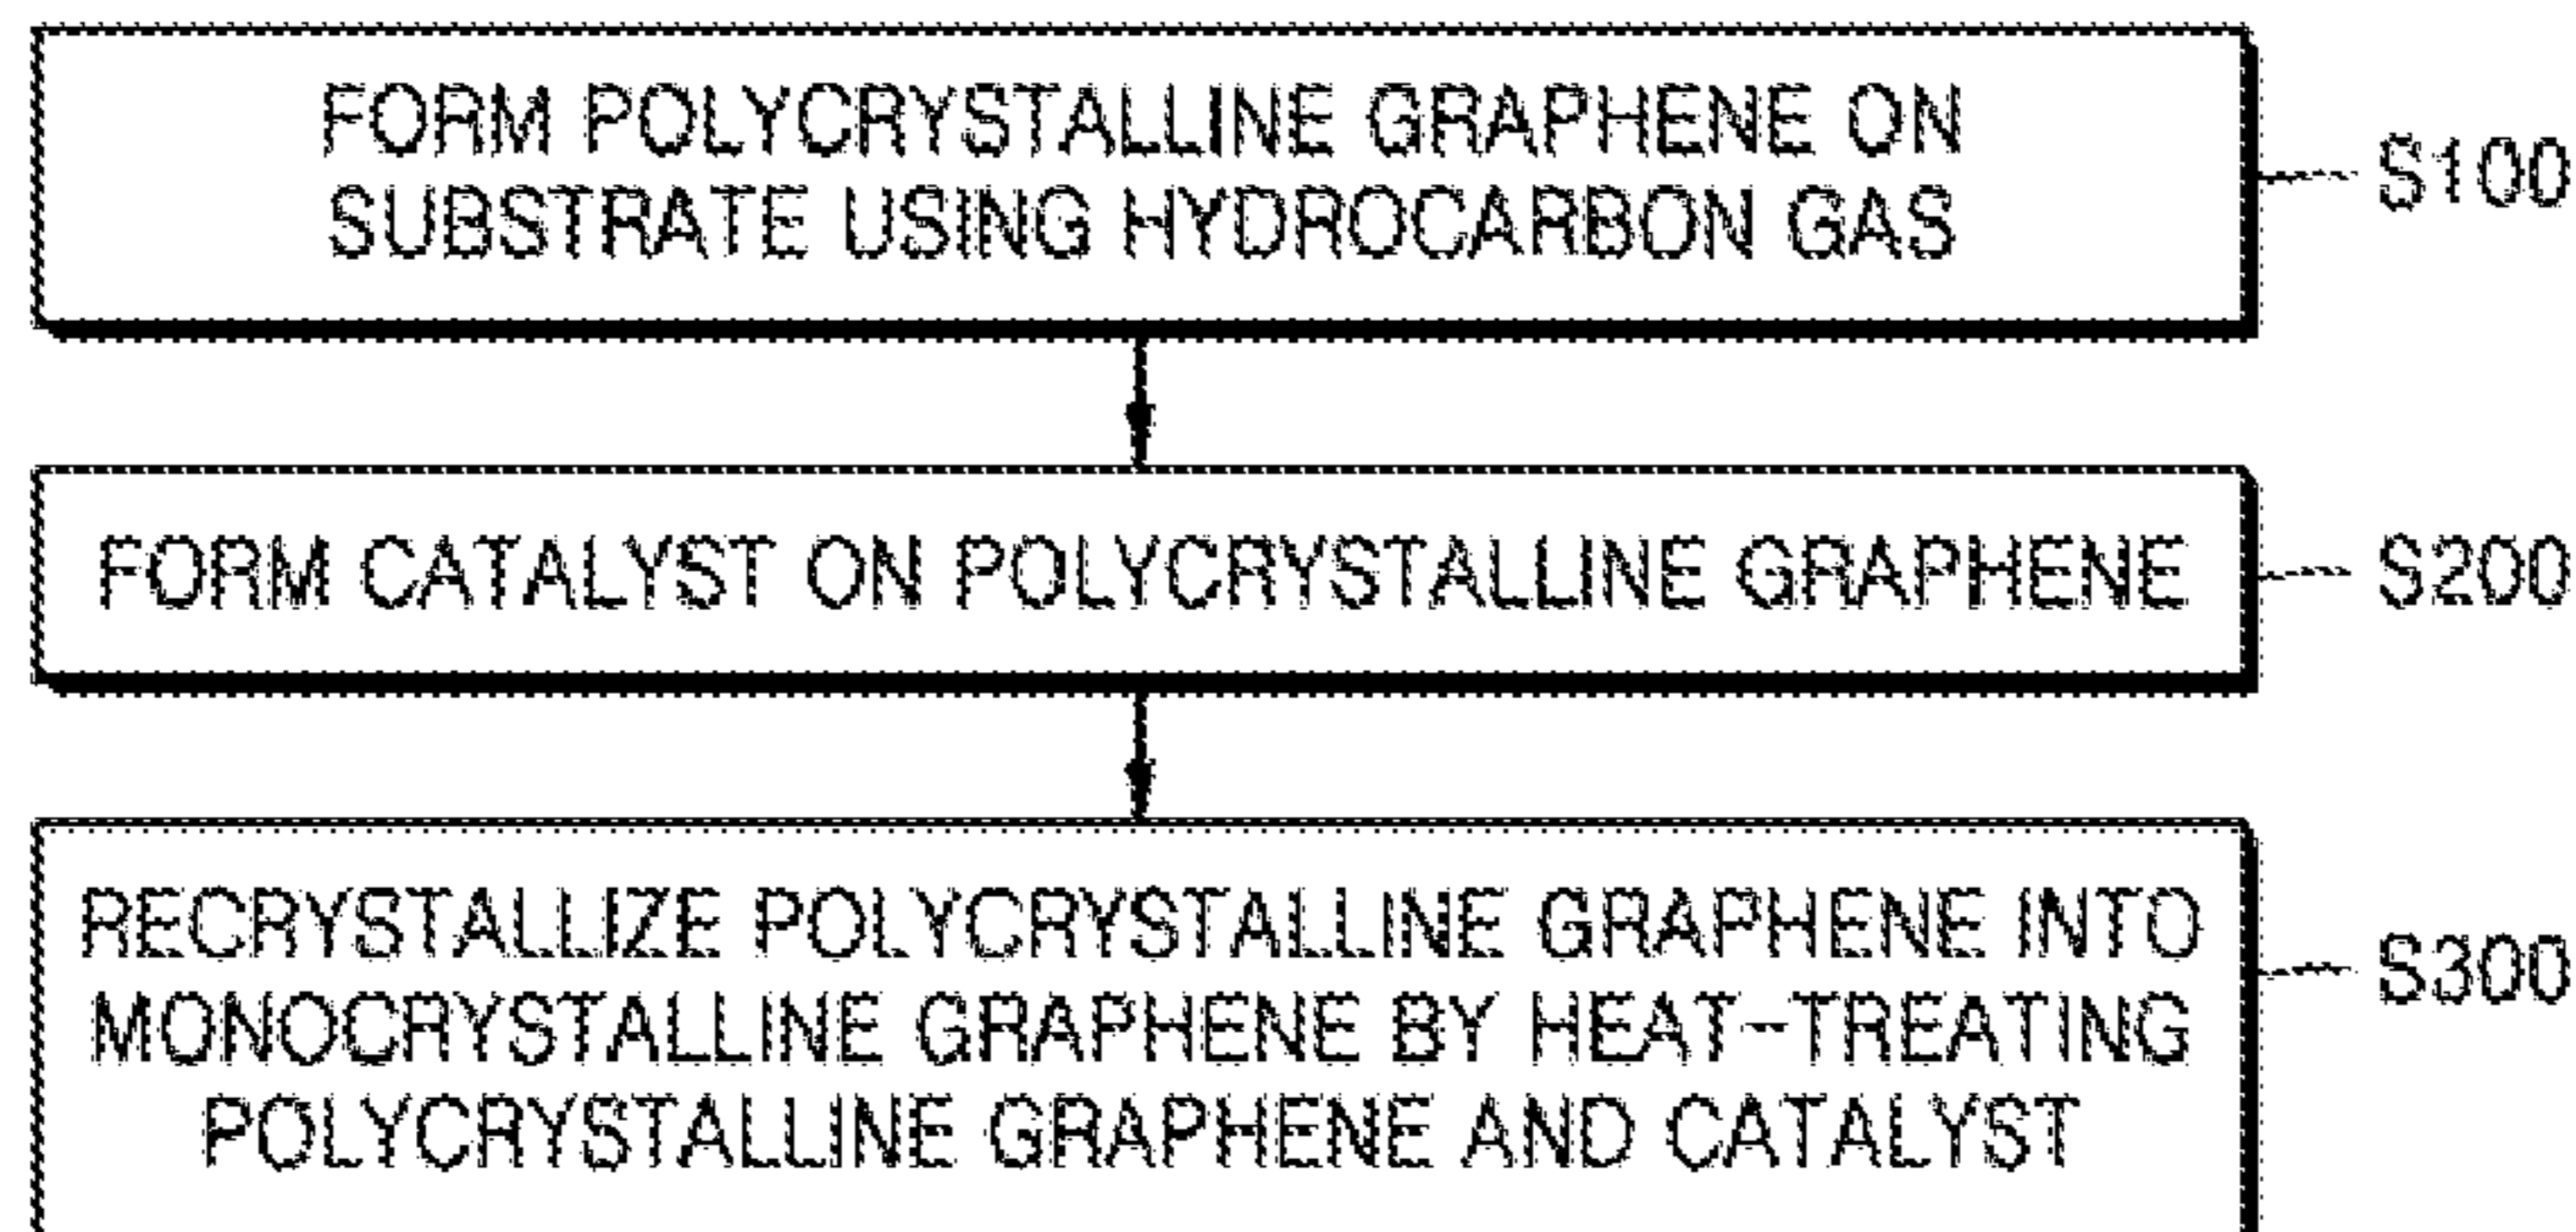 FORM POLYCRYSTALLINE GRAPHENE ON
SUBSTRATE USING HYDROCARBON GAS
S100
FORM CATALYST ON POLYCRYSTALLINE GRAPHENE
S200
RECRYSTALLIZE POLYCRYSTALLINE GRAPHENE INTO
MONOCRYSTALLINE GRAPHENE BY HEAT-TREATING
POLYCRYSTALLINE GRAPHENE AND CATALYST
S300